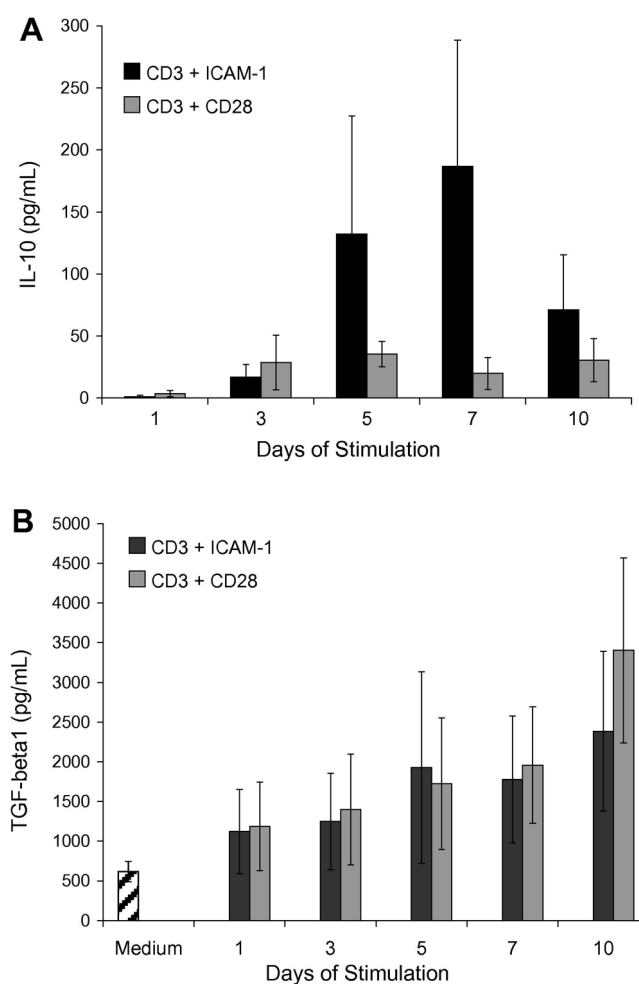 A
300
250
200
150
100
50
0
IL-10 (pg/mL)
CD3 + ICAM-1
CD3 + CD28
1 3 5 7 10
Days of Stimulation
B
5000
4500
4000
3500
3000
2500
2000
1500
1000
500
0
TGF-beta1 (pg/mL)
CD3 + ICAM-1
CD3 + CD28
Medium 1 3 5 7 10
Days of Stimulation